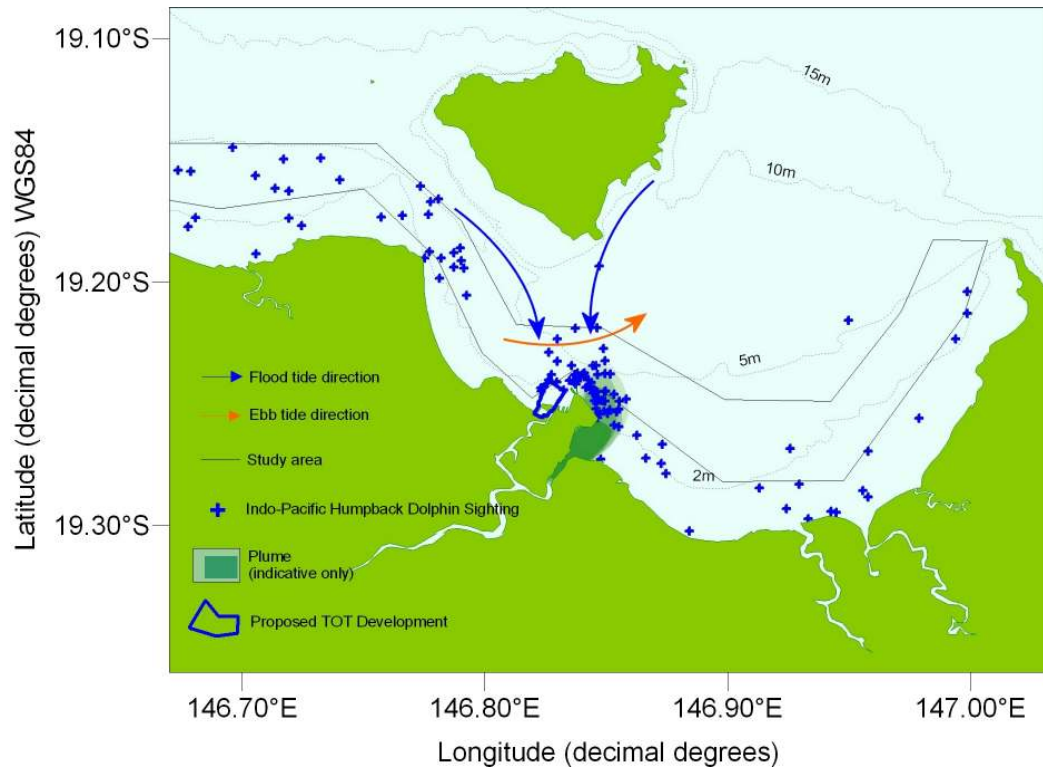 19.10°S
15m
10m
Latitude (decimal degrees) WGS84
19.20°S
5m
Flood tide direction
Ebb tide direction
Study area
2m
Indo-Pacific Humpback Dolphin Sighting
19.30°S
Plume
(indicative only)
Proposed TOT Development
146.70°E
146.80°E
146.90°E
147.00°E
Longitude (decimal degrees)